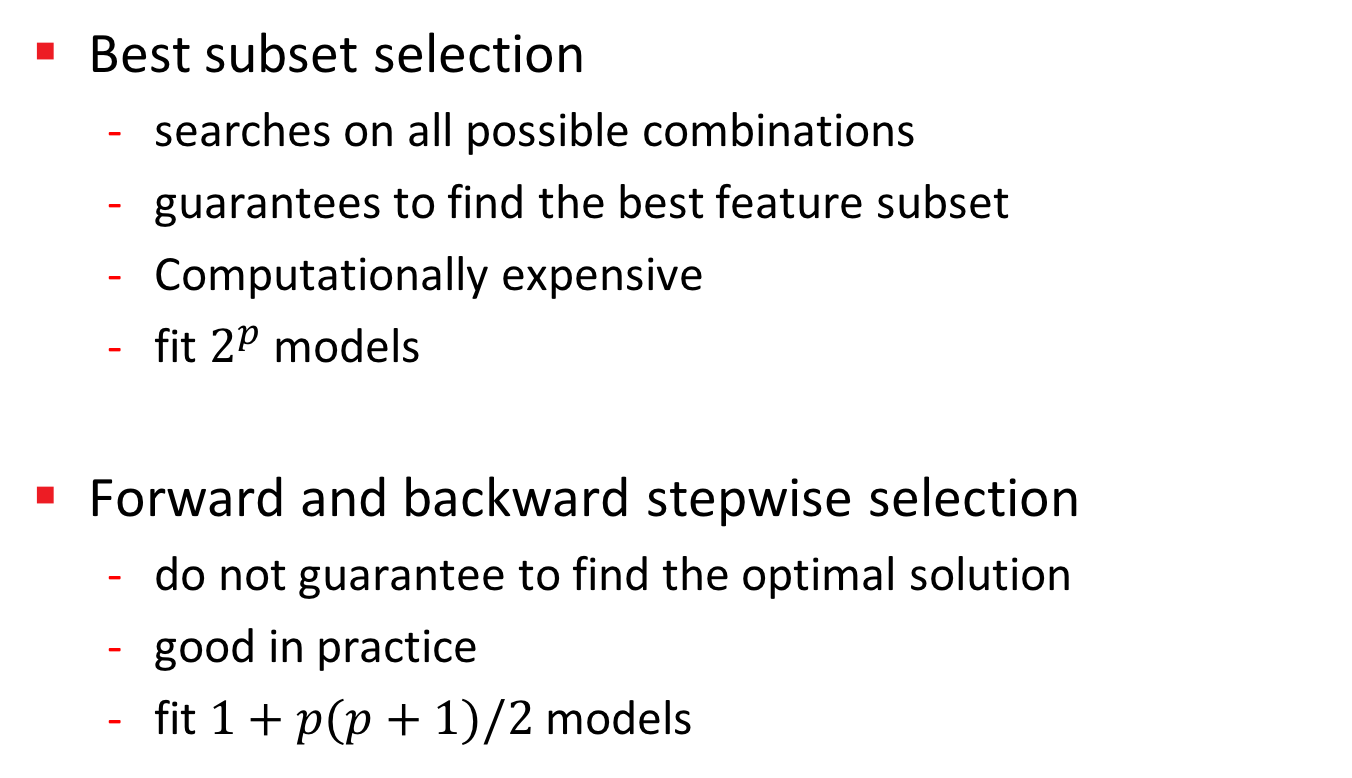 ▪ Best subset selection
- searches on all possible combinations
- guarantees to find the best feature subset
- Computationally expensive
- fit 2^p models
▪ Forward and backward stepwise selection
- do not guarantee to find the optimal solution
- good in practice
- fit 1 + p(p + 1)/2 models